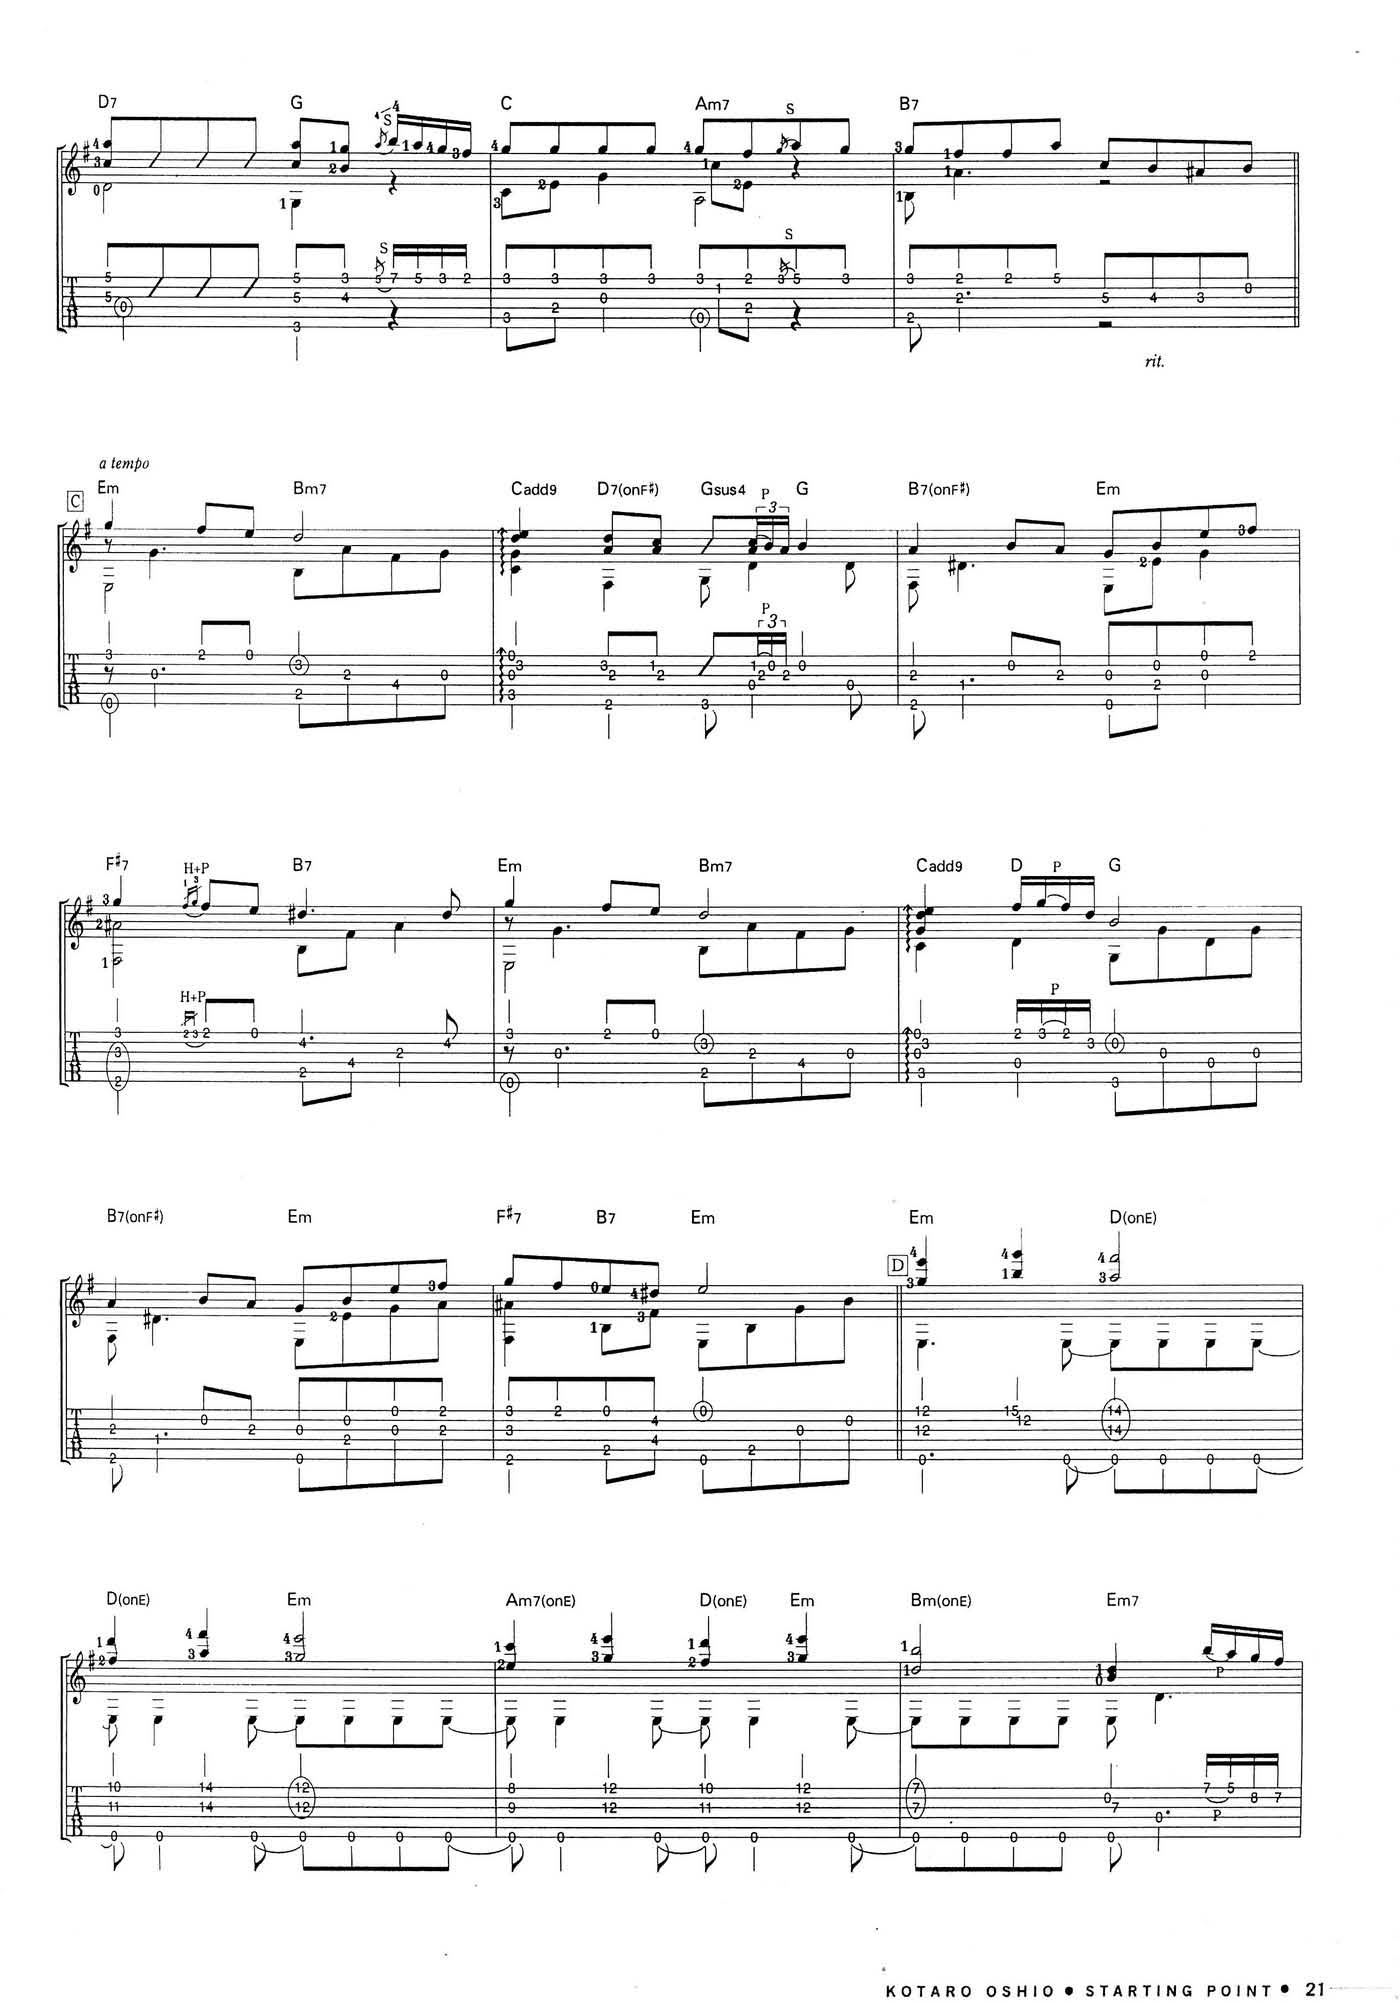 D7 G C Am7 B7
S S
S S
rit.
a tempo
C Em Bm7 Cadd9 D7(onF♯) Gsus4 P G B7(onF♯) Em
3
P
3
F♯7 H+P B7 Em Bm7 Cadd9 D P G
H+P P
B7(onF♯) Em F♯7 B7 Em D Em D(onE)
D(onE) Em Am7(onE) D(onE) Em Bm(onE) Em7
P
P
KOTARO OSHIO ● STARTING POINT ● 21